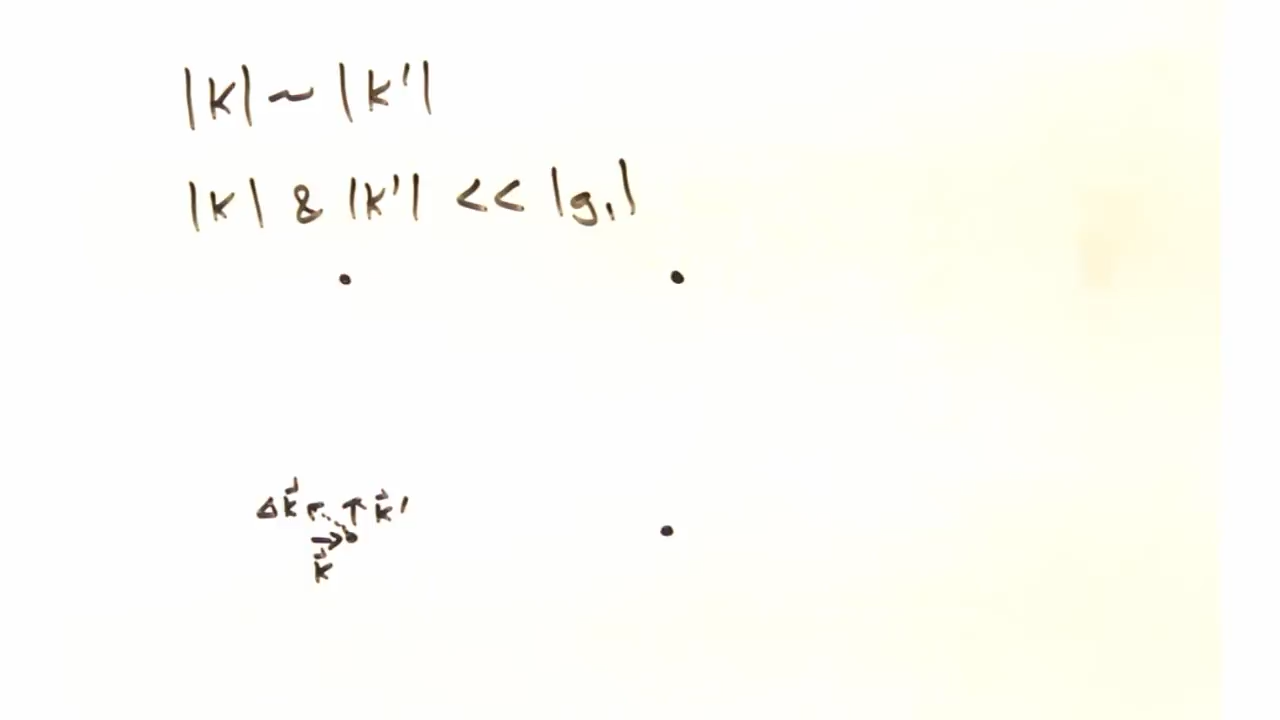 |k| ~ |k'|
|k| & |k'| << |g₁|
Δk⃗ k⃗'
k⃗